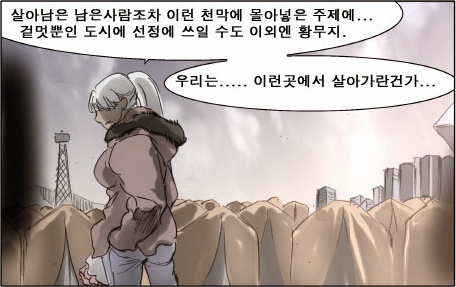 살아남은 남은사람조차 이런 천막에 몰아넣은 주제에...
겉멋뿐인 도시에 선정에 쓰일 수도 이외엔 황무지.
우리는..... 이런곳에서 살아가란건가...